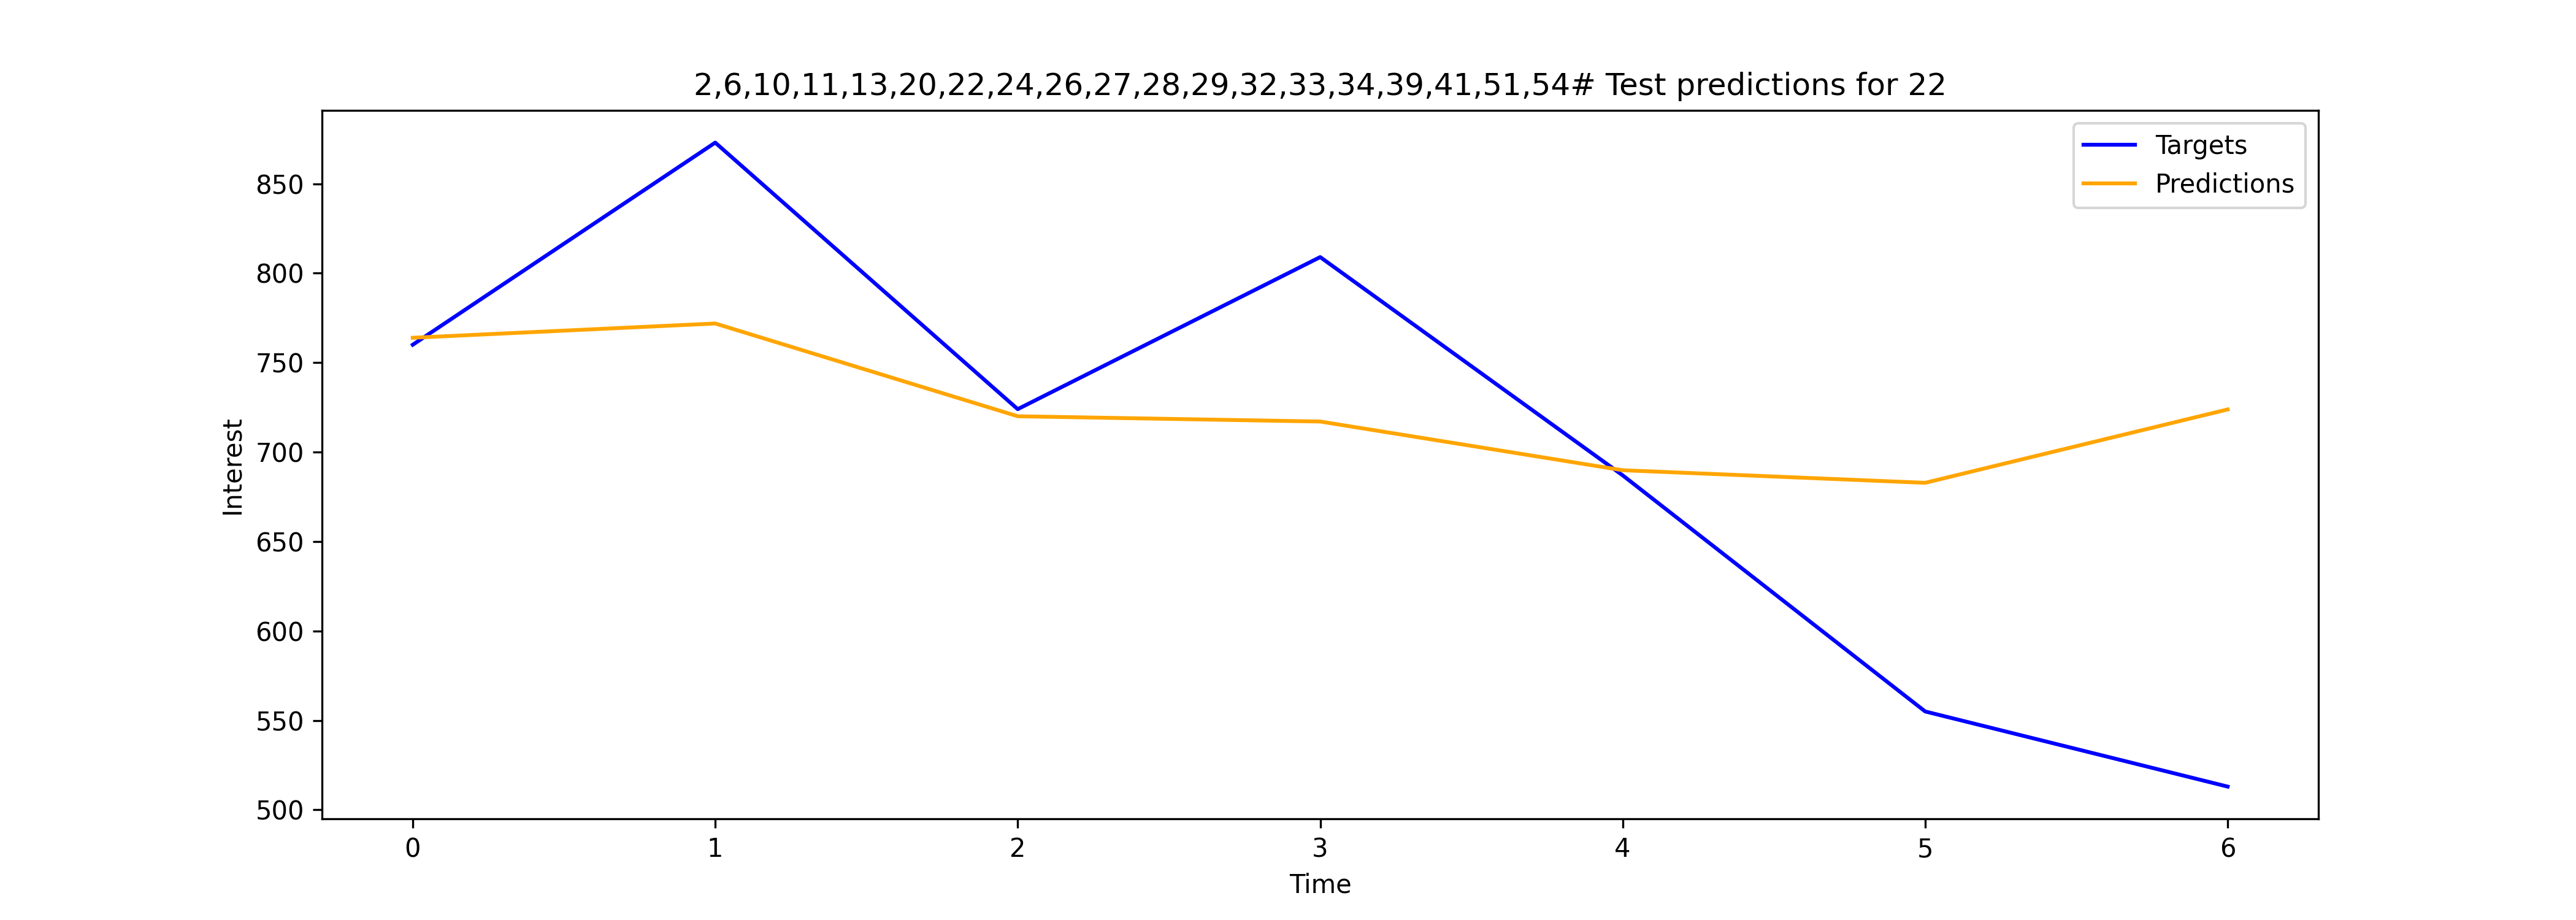 2,6,10,11,13,20,22,24,26,27,28,29,32,33,34,39,41,51,54# Test predictions for 22
Targets
Predictions
850
800
750
700
650
600
550
500
Interest
0 1 2 3 4 5 6
Time